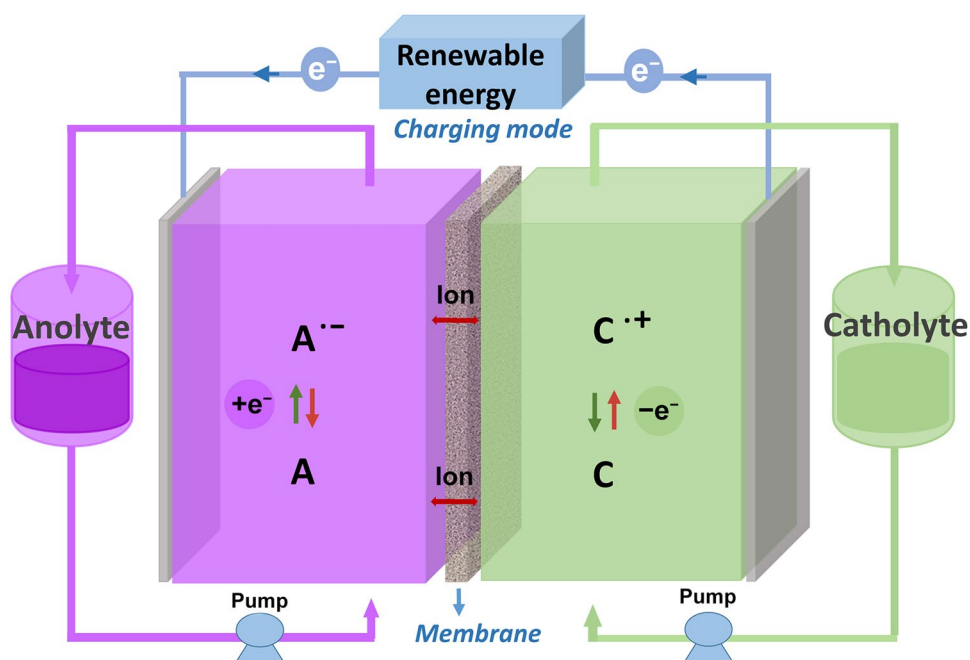 e⁻
Renewable
energy
e⁻
Charging mode
Ion
Anolyte
A·−
C·+
Catholyte
+e⁻
−e⁻
A
Ion
C
Pump
Pump
Membrane